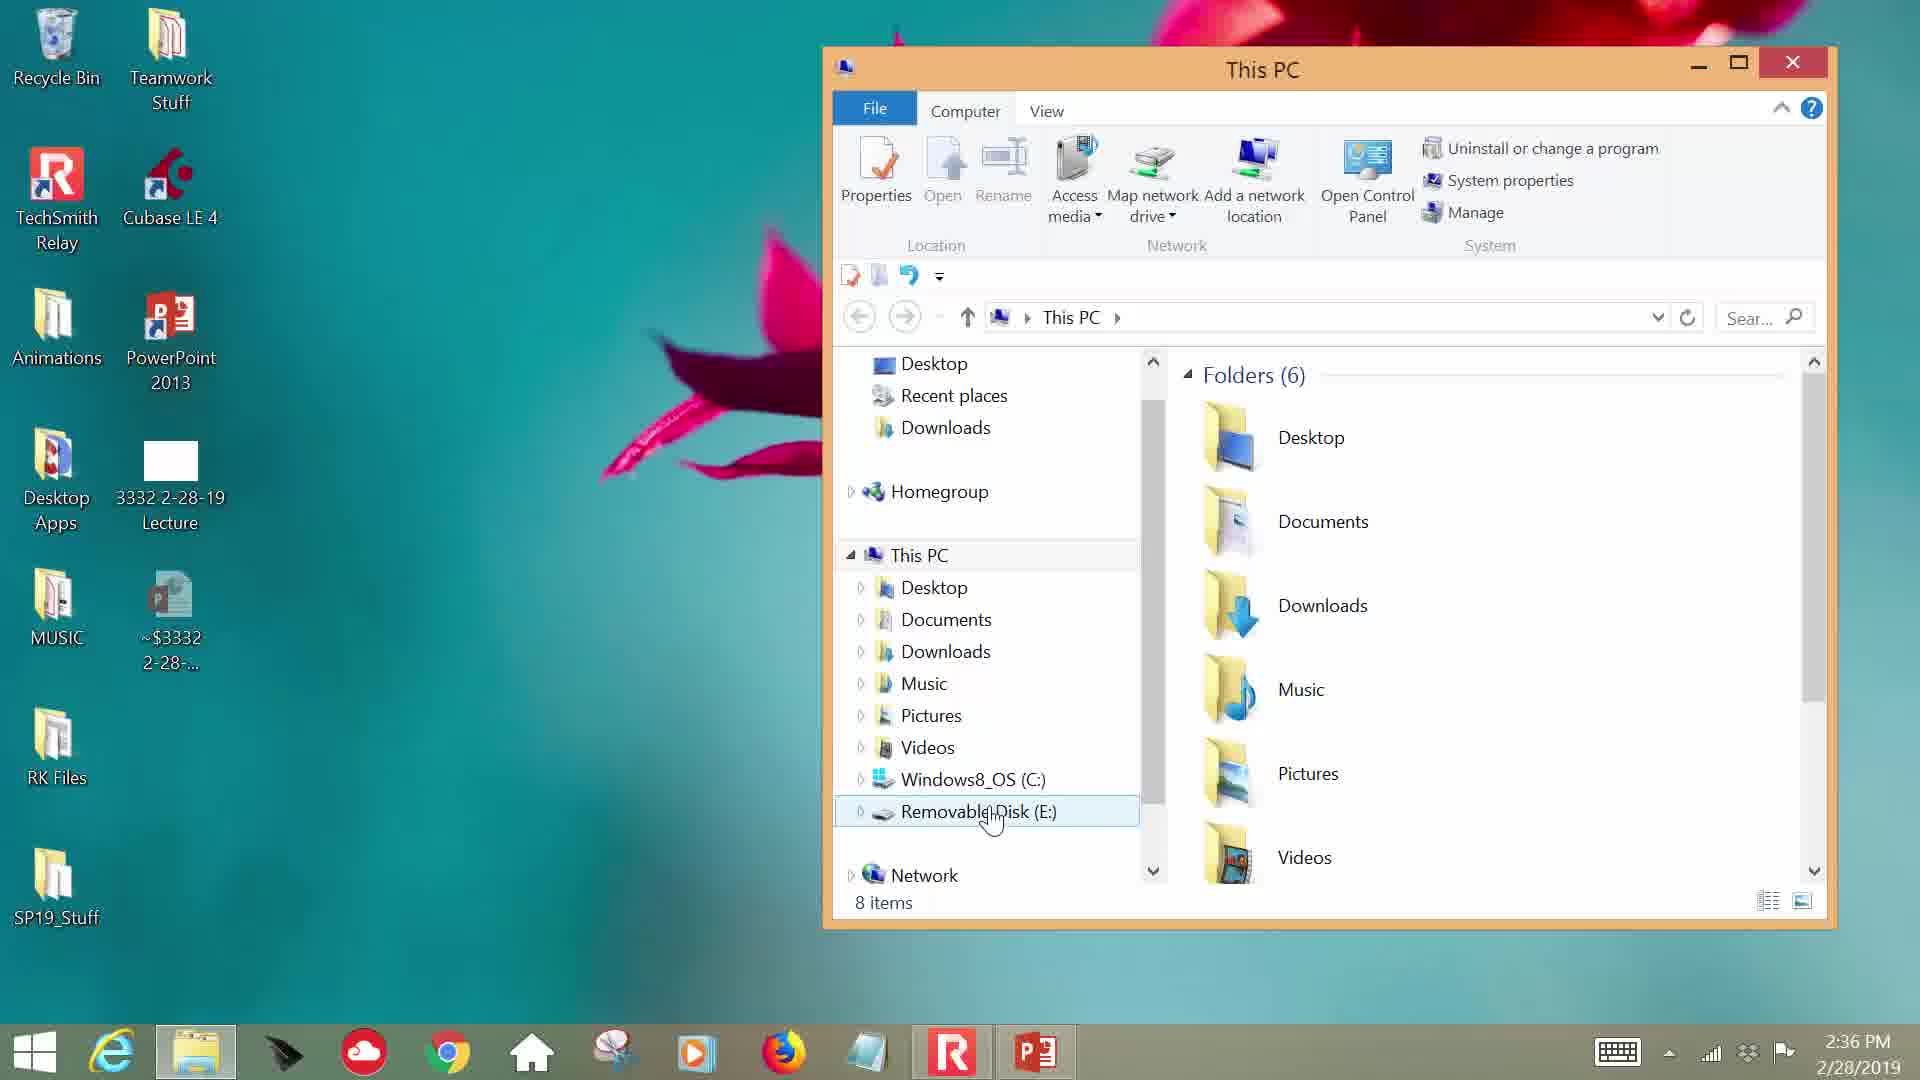 Recycle Bin
Teamwork
Stuff
TechSmith
Relay
Cubase LE 4
Animations
PowerPoint
2013
Desktop
Apps
3332 2-28-19
Lecture
MUSIC
~$3332
2-28-...
RK Files
SP19_Stuff
This PC
File
Computer
View
Properties
Open
Rename
Access
media
Map network
drive
Add a network
location
Open Control
Panel
Uninstall or change a program
System properties
Manage
Location
Network
System
This PC
Sear...
Desktop
Recent places
Downloads
Homegroup
This PC
Desktop
Documents
Downloads
Music
Pictures
Videos
Windows8_OS (C:)
Removable Disk (E:)
Network
8 items
Folders (6)
Desktop
Documents
Downloads
Music
Pictures
Videos
2:36 PM
2/28/2019